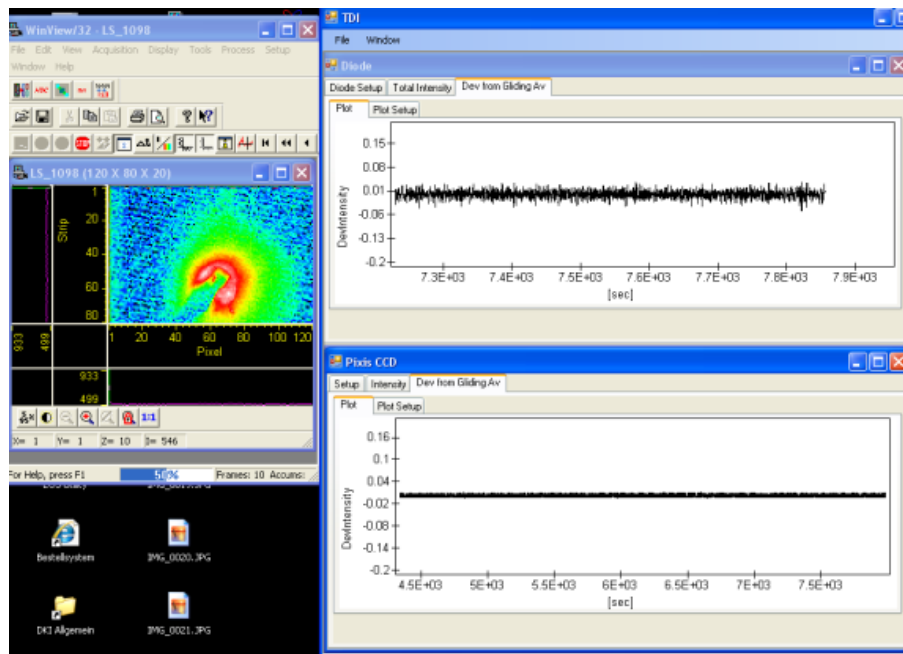 WinView/32 - LS_1098
File Edit View Acquisition Display Tools Process Setup
Window Help
LS_1098 (120 X 80 X 20)
1
20
40
60
80
Strip
1 20 40 60 80 100 120
Pixel
933
499
933
499
5% 95%
1:1
X= 1 Y= 1 Z= 10 I= 546
For Help, press F1 50% Frames: 10 Accums:
IMG_0019.JPG
Bestellsystem
IMG_0020.JPG
DKI Allgemein
IMG_0021.JPG
TDI
File Window
Diode
Diode Setup Total Intensity Dev from Gliding Av
Plot Plot Setup
0.15
0.08
0.01
-0.06
-0.13
-0.2
DevIntensity
7.3E+03 7.4E+03 7.5E+03 7.6E+03 7.7E+03 7.8E+03 7.9E+03
[sec]
Pixis CCD
Setup Intensity Dev from Gliding Av
Plot Plot Setup
0.16
0.1
0.04
-0.02
-0.08
-0.14
-0.2
DevIntensity
4.5E+03 5E+03 5.5E+03 6E+03 6.5E+03 7E+03 7.5E+03
[sec]